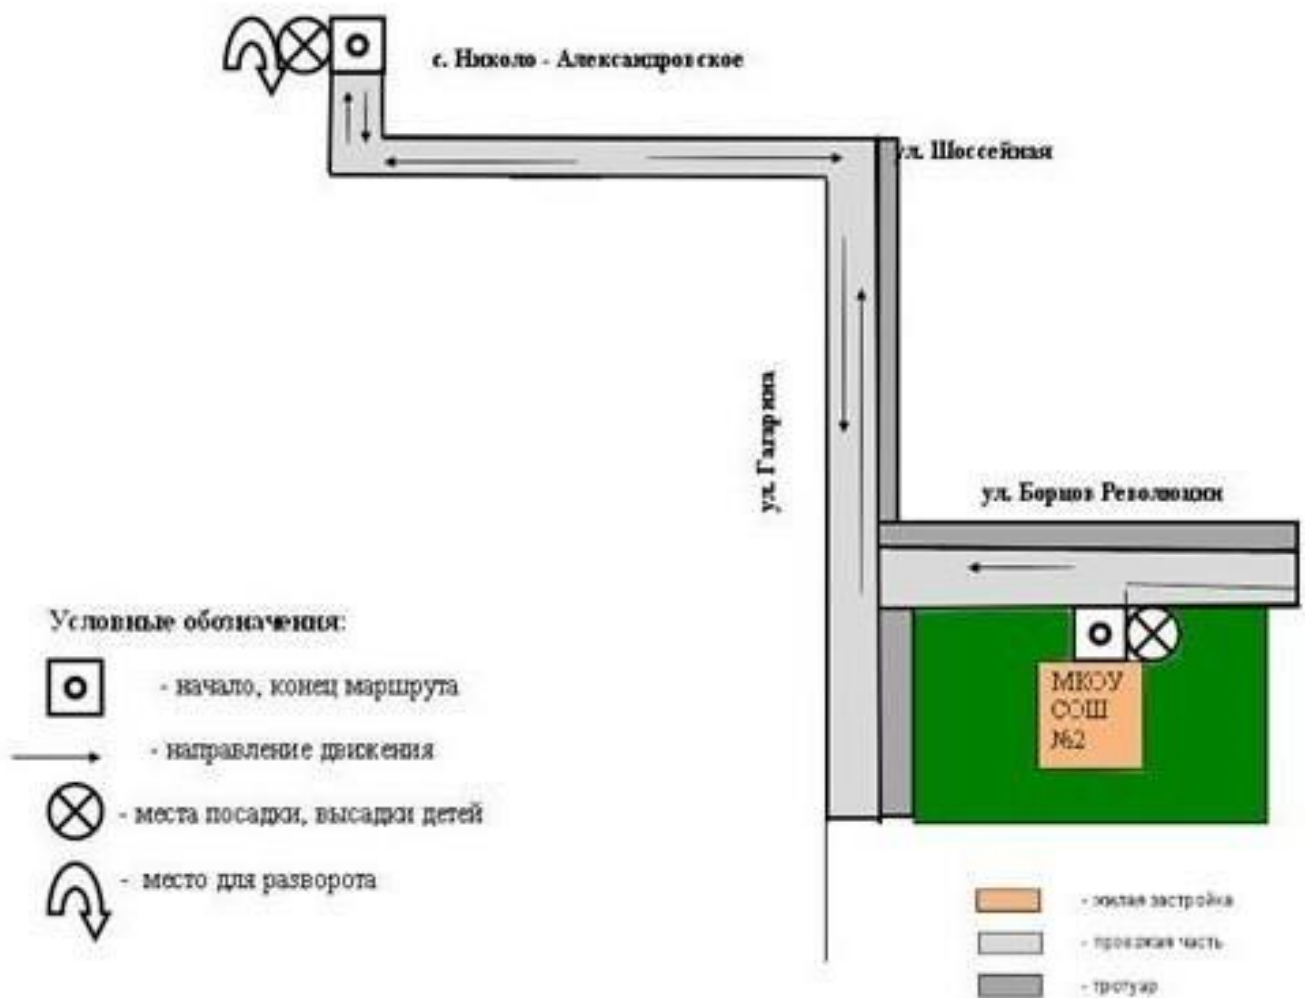 с. Николо - Александровское
ул. Шоссейная
ул. Гагарина
ул. Борцов Революции
МКОУ
СОШ
№2
Условные обозначения:
- начало, конец маршрута
- направление движения
- места посадки, высадки детей
- место для разворота
- жилая застройка
- проезжая часть
- тротуар